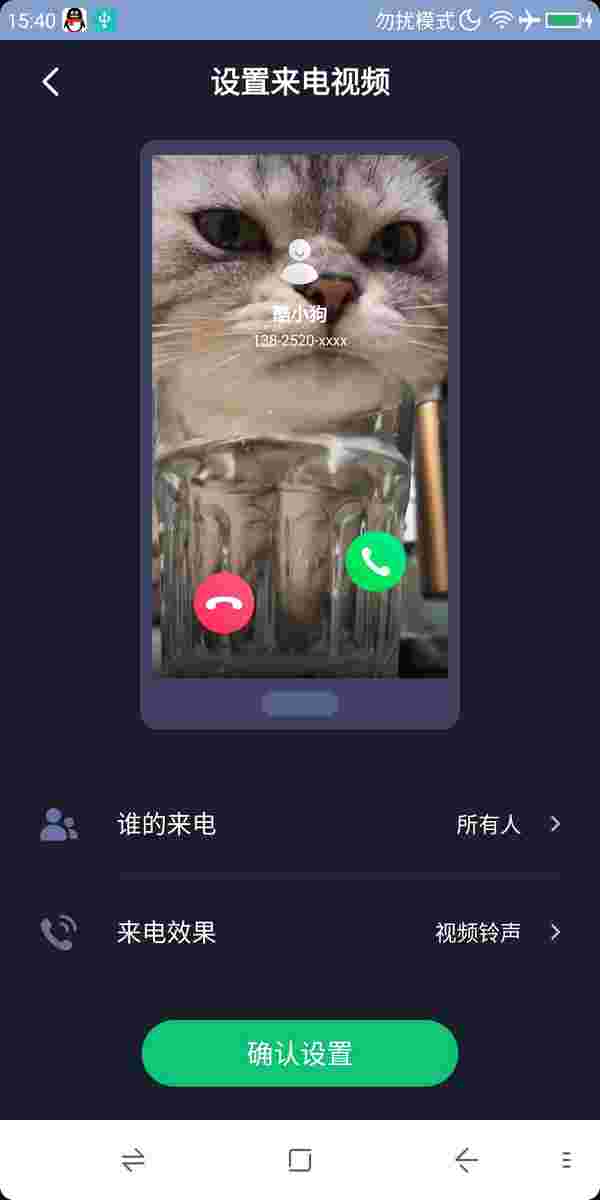 15:40 勿扰模式
设置来电视频
酷小狗
138-2520-xxxx
谁的来电 所有人
来电效果 视频铃声
确认设置